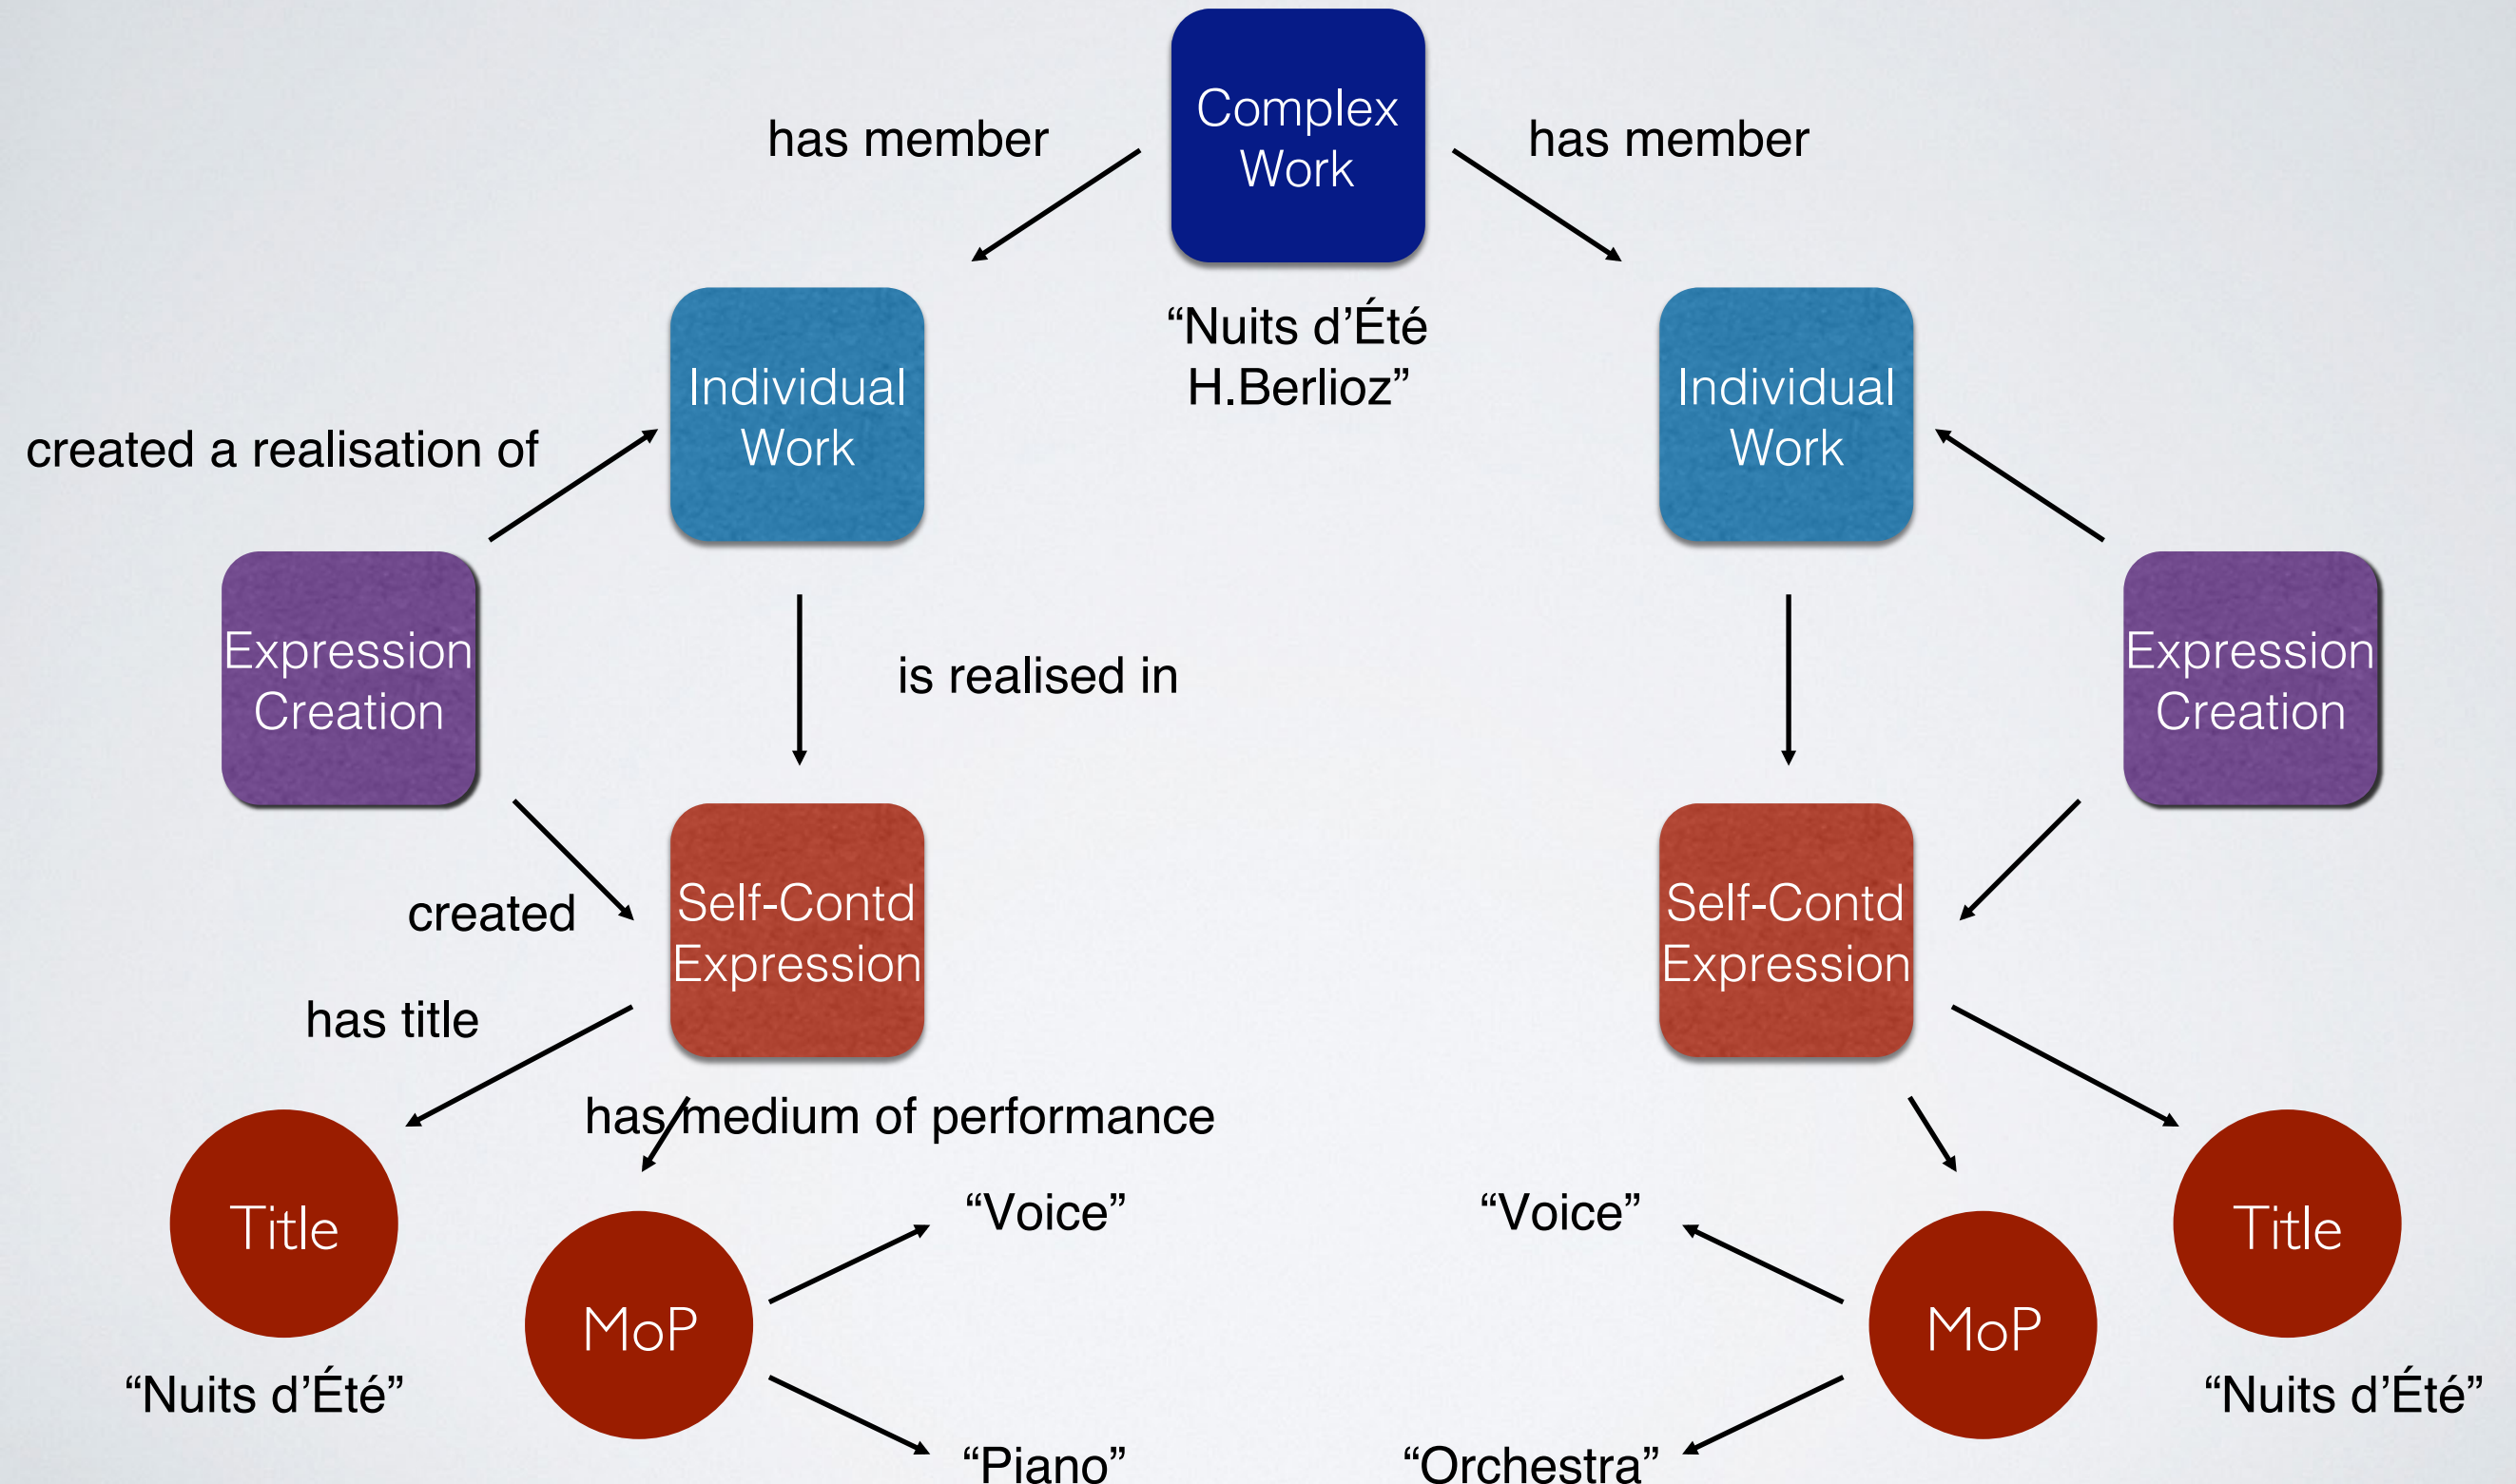 Complex
Work
has member
has member
“Nuits d’Été
H.Berlioz”
Individual
Work
Individual
Work
created a realisation of
Expression
Creation
is realised in
Expression
Creation
Self-Contd
Expression
Self-Contd
Expression
created
has title
has medium of performance
Title
MoP
“Voice”
“Voice”
MoP
Title
“Nuits d’Été”
“Nuits d’Été”
“Piano”
“Orchestra”